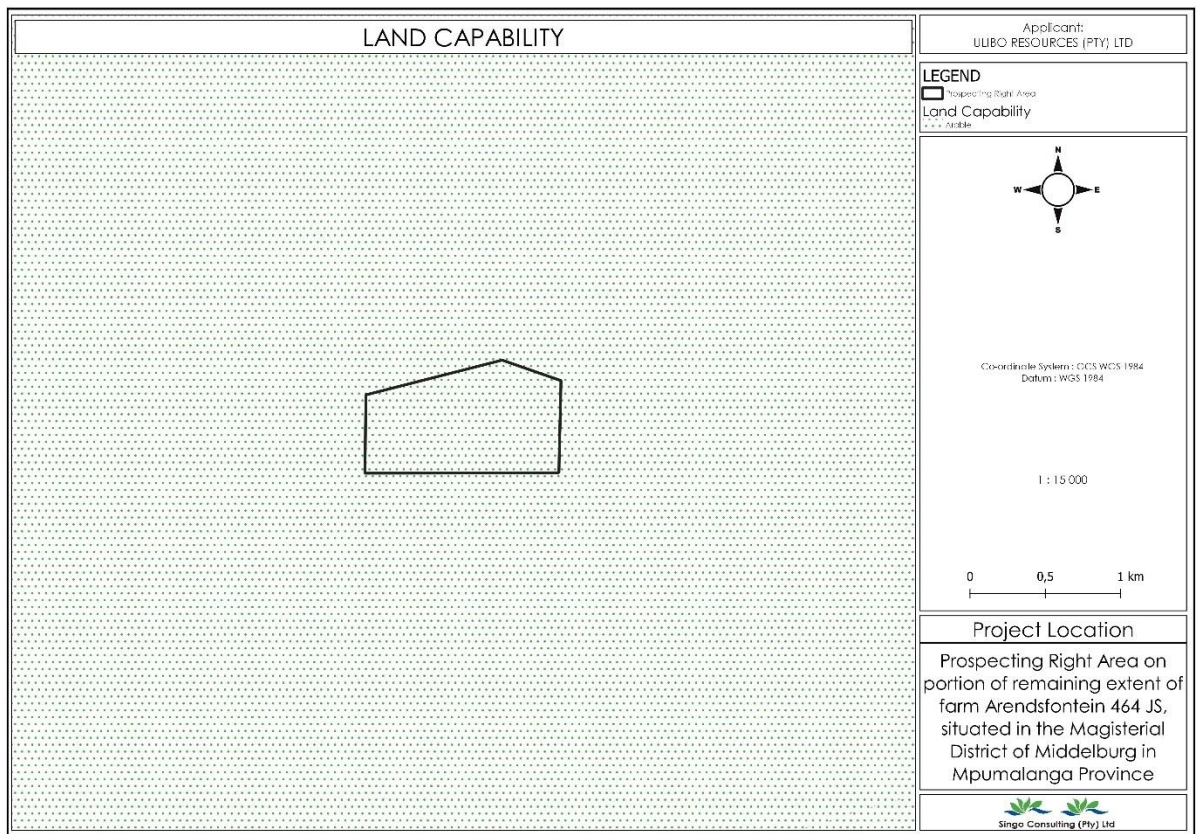 LAND CAPABILITY
Applicant:
ULIBO RESOURCES (PTY) LTD
LEGEND
Prospecting Right Area
Land Capability
Arable
N
W
E
S
Co-ordinate System : GCS WGS 1984
Datum : WGS 1984
1 : 15 000
0 0,5 1 km
Project Location
Prospecting Right Area on
portion of remaining extent of
farm Arendsfontein 464 JS,
situated in the Magisterial
District of Middelburg in
Mpumalanga Province
Singo Consulting (Pty) Ltd